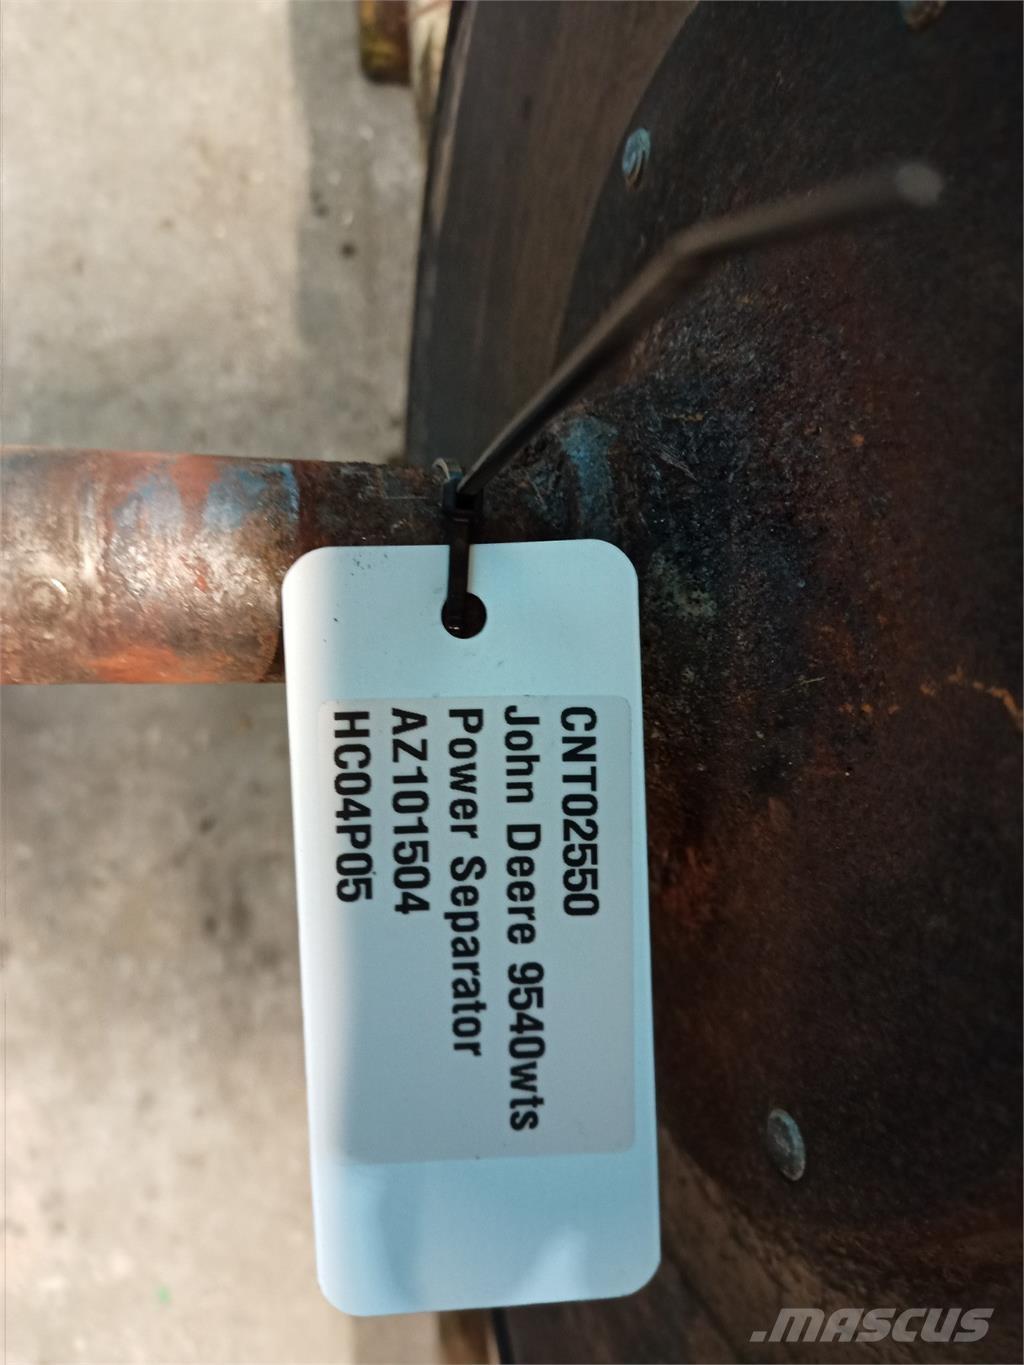 CNT02550
John Deere 9540wts
Power Separator
AZ101504
HC04P05
.MASCUS